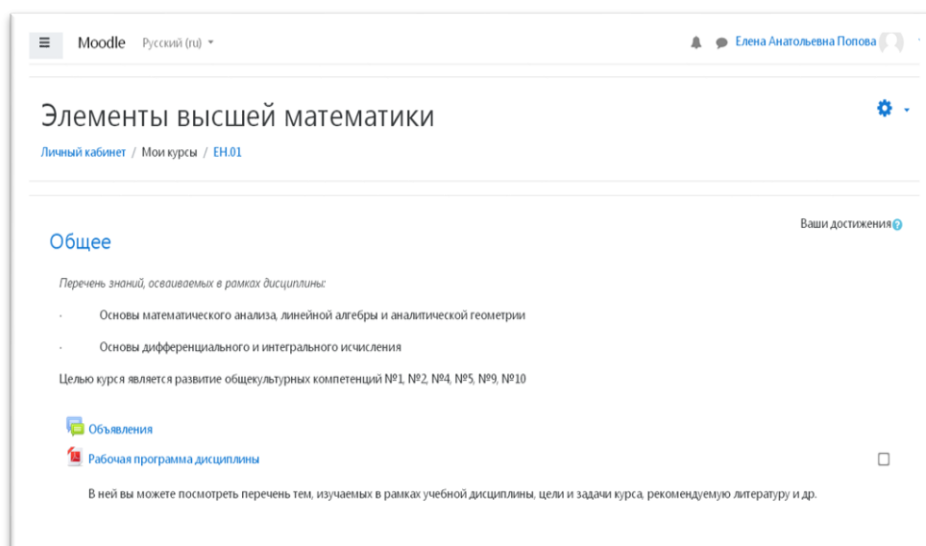 Moodle Русский (ru)
Елена Анатольевна Попова
Элементы высшей математики
Личный кабинет / Мои курсы / ЕН.01
Ваши достижения
Общее
Перечень знаний, осваиваемых в рамках дисциплины:
· Основы математического анализа, линейной алгебры и аналитической геометрии
· Основы дифференциального и интегрального исчисления
Целью курся является развитие общекультурных компетенций №1, №2, №4, №5, №9, №10
Объявления
Рабочая программа дисциплины
В ней вы можете посмотреть перечень тем, изучаемых в рамках учебной дисциплины, цели и задачи курса, рекомендуемую литературу и др.